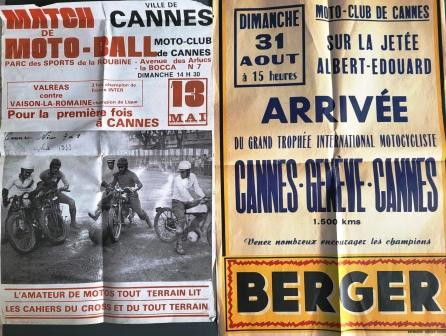 VILLE DE
MATCH CANNES
DE
MOTO-BALL MOTO-CLUB
de CANNES
PARC des SPORTS de la ROUBINE - Avenue des Arlucs
la BOCCA N 7
DIMANCHE 14 H 30
VALREAS
contre
VAISON-LA-ROMAINE champion de Ligue
13
MAI
Pour la première fois
à CANNES
L'AMATEUR DE MOTOS TOUT TERRAIN LIT
LES CAHIERS DU CROSS ET DU TOUT TERRAIN
DIMANCHE
31
AOUT
à 15 heures
MOTO-CLUB DE CANNES
SUR LA JETÉE
ALBERT-EDOUARD
ARRIVÉE
DU GRAND TROPHÉE INTERNATIONAL MOTOCYCLISTE
CANNES-GENÈVE-CANNES
1.500 kms
Venez nombreux encourager les champions
BERGER